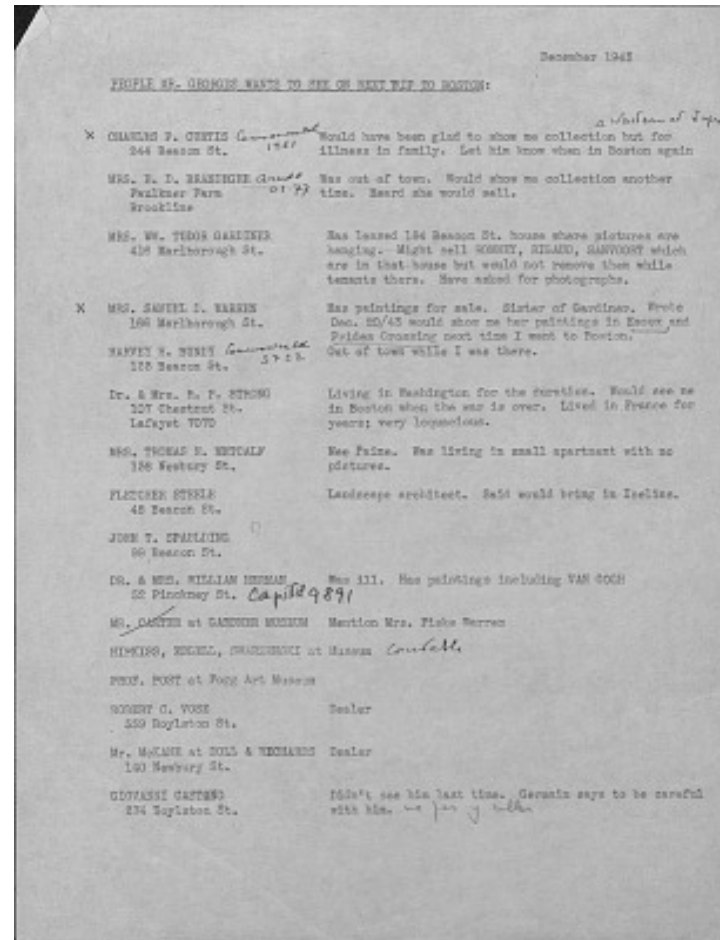 December 1943
PEOPLE MR. GEORGES WANTS TO SEE ON NEXT TRIP TO BOSTON:
X CHARLES P. CURTIS Would have been glad to show me collection but for
244 Beacon St. illness in family. Let him know when in Boston again
MRS. E. D. BRANDEGEE Was out of town. Would show me collection another
Faulkner Farm time. Heard she would sell.
Brookline
MRS. WM. TUDOR GARDINER Has leased 184 Beacon St. house where pictures are
Marlborough St. hanging. Might sell ROMNEY, RIGAUD, SANTVOORT which
are in that house but would not remove them while
tenants there. Have asked for photographs.
X MRS. SAMUEL D. WARREN Has paintings for sale. Sister of Gardiner. Wrote
Marlborough St. Dec. 20/43 would show me her paintings in Essex and
Prides Crossing next time I went to Boston.
HARVEY H. BUNDY Out of town while I was there.
Beacon St.
Dr. & Mrs. R. P. STRONG Living in Washington for the duration. Would see me
107 Chestnut St. in Boston when the war is over. Lived in France for
Lafayet 7070 years; very loquacious.
MRS. THOMAS N. METCALF Nee Paine. Was living in small apartment with no
Newbury St. pictures.
FLETCHER STEELE Landscape architect. Said would bring in Iselins.
Beacon St.
JOHN T. SPAULDING
99 Beacon St.
DR. & MRS. WILLIAM HERMAN Was ill. Has paintings including VAN GOGH
52 Pinckney St. Capitol 9891
MR. CARTER at GARDNER MUSEUM Mention Mrs. Fiske Warren
HIPKISS, EDGELL, SWARZENSKI at Museum Constable
PROF. POST at Fogg Art Museum
ROBERT C. VOSE Dealer
559 Boylston St.
Mr. McKANE at DOLL & RICHARDS Dealer
140 Newbury St.
GIOVANNI CASTANO Didn't see him last time. Germain says to be careful
Boylston St. with him.